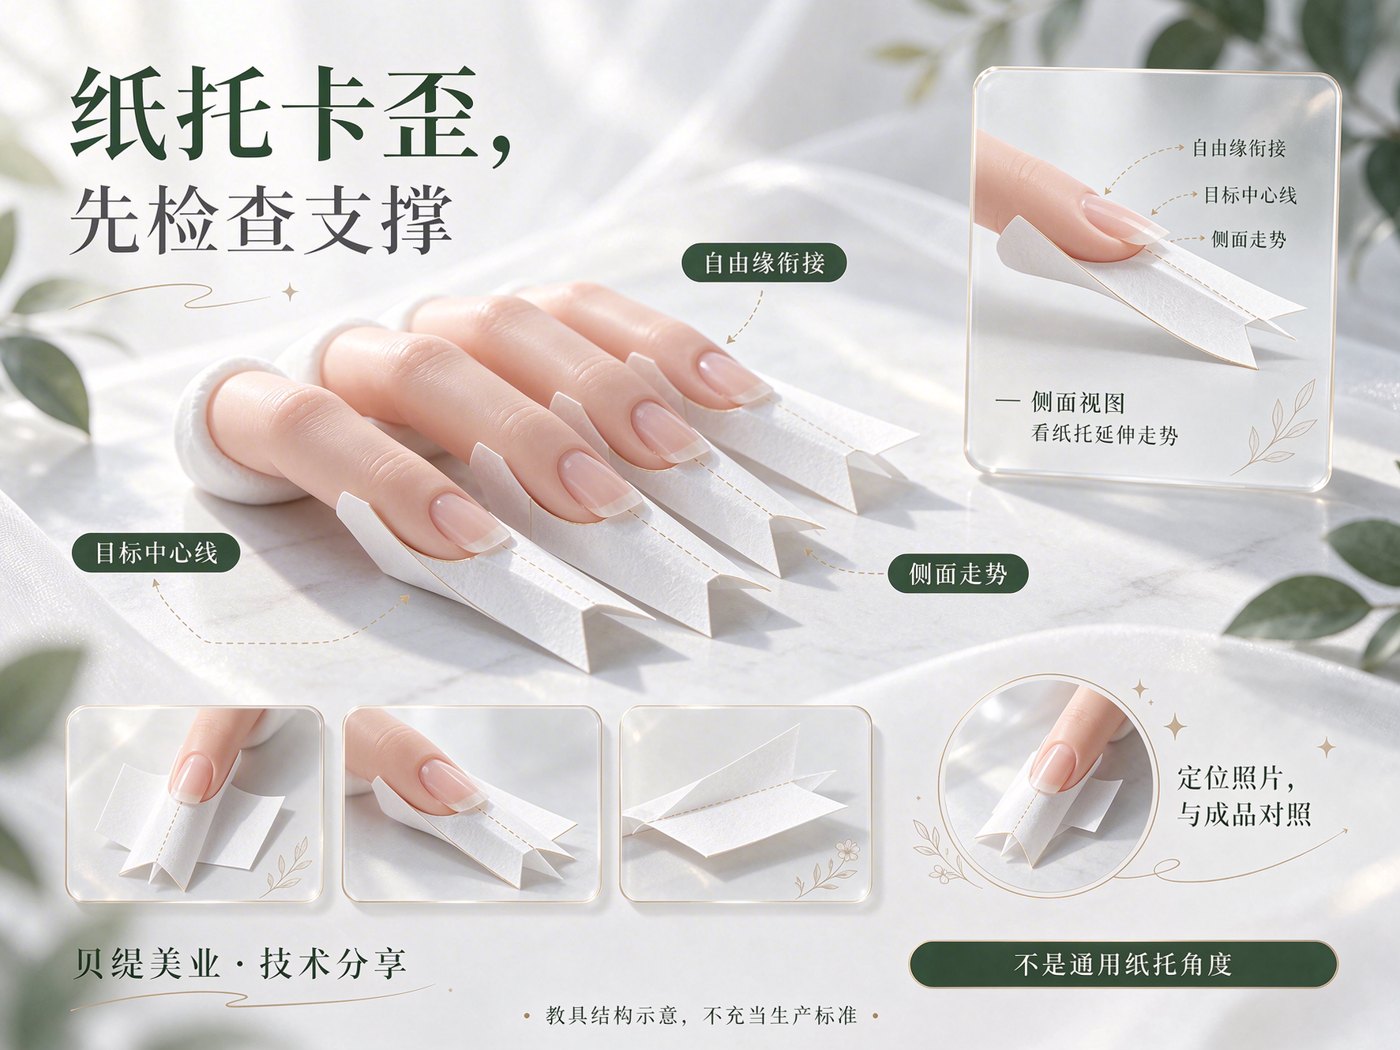 纸托卡歪，
先检查支撑
自由缘衔接
目标中心线
侧面走势
自由缘衔接
目标中心线
侧面走势
— 侧面视图
看纸托延伸走势
定位照片，
与成品对照
贝缇美业·技术分享
不是通用纸托角度
• 教具结构示意，不充当生产标准 •